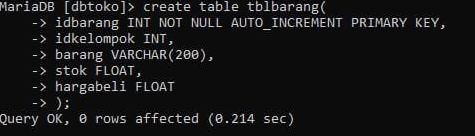 MariaDB [dbtoko]> create table tblbarang(
    -> idbarang INT NOT NULL AUTO_INCREMENT PRIMARY KEY,
    -> idkelompok INT,
    -> barang VARCHAR(200),
    -> stok FLOAT,
    -> hargabeli FLOAT
    -> );
Query OK, 0 rows affected (0.214 sec)